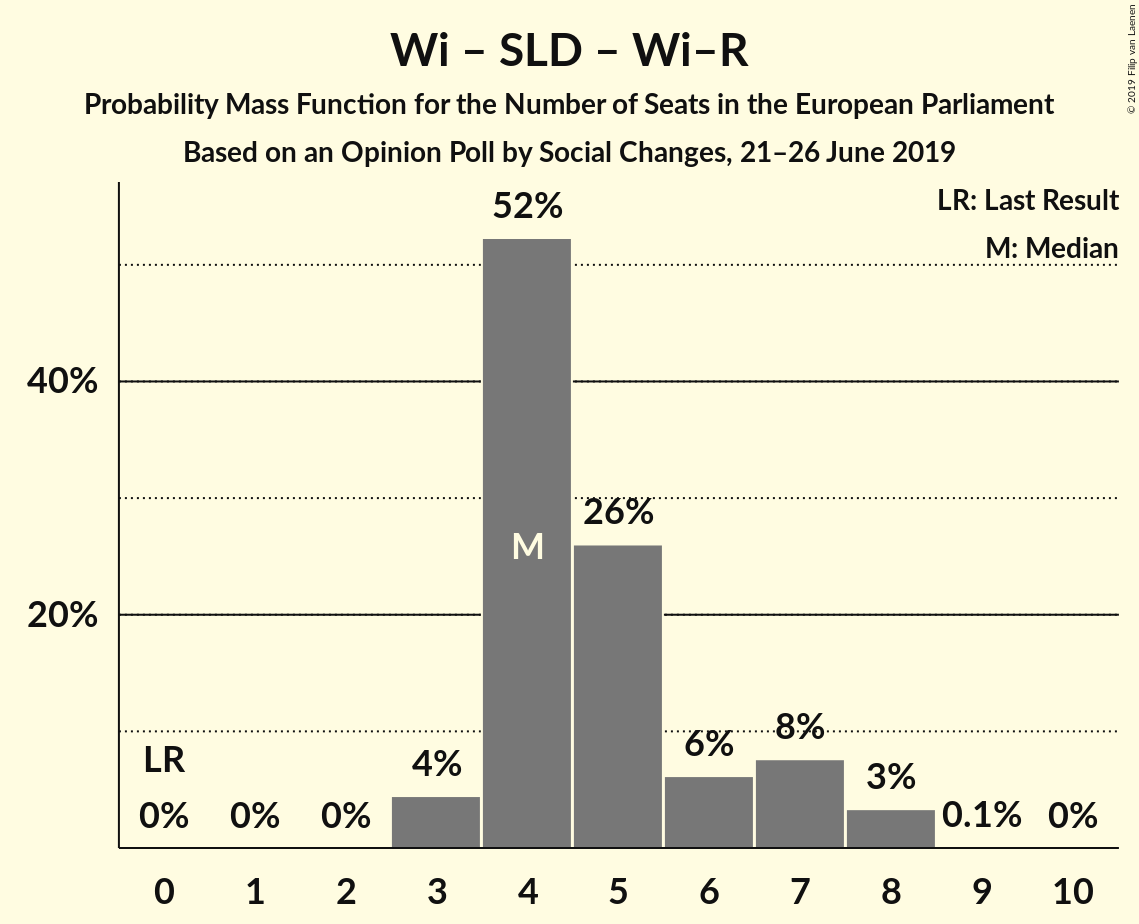 Wi – SLD – Wi–R
Probability Mass Function for the Number of Seats in the European Parliament
Based on an Opinion Poll by Social Changes, 21–26 June 2019
© 2019 Filip van Laenen
LR: Last Result
M: Median
52%
40%
26%
M
20%
8%
6%
LR
4%
3%
0% 0% 0% 0.1% 0%
0 1 2 3 4 5 6 7 8 9 10